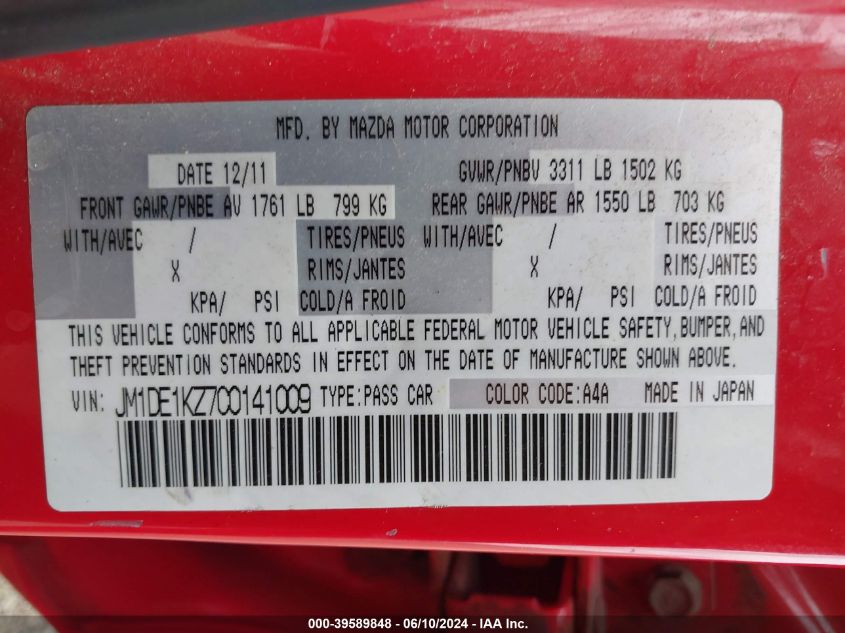 MFD. BY MAZDA MOTOR CORPORATION
DATE 12/11 GVWR/PNBV 3311 LB 1502 KG
FRONT GAWR/PNBE AV 1761 LB 799 KG REAR GAWR/PNBE AR 1550 LB 703 KG
WITH/AVEC / TIRES/PNEUS WITH/AVEC / TIRES/PNEUS
X RIMS/JANTES X RIMS/JANTES
KPA/ PSI COLD/A FROID KPA/ PSI COLD/A FROID
THIS VEHICLE CONFORMS TO ALL APPLICABLE FEDERAL MOTOR VEHICLE SAFETY, BUMPER, AND
THEFT PREVENTION STANDARDS IN EFFECT ON THE DATE OF MANUFACTURE SHOWN ABOVE.
VIN: JM1DE1KZ7C0141009 TYPE: PASS CAR COLOR CODE: A4A MADE IN JAPAN
000-39589848 - 06/10/2024 - IAA Inc.